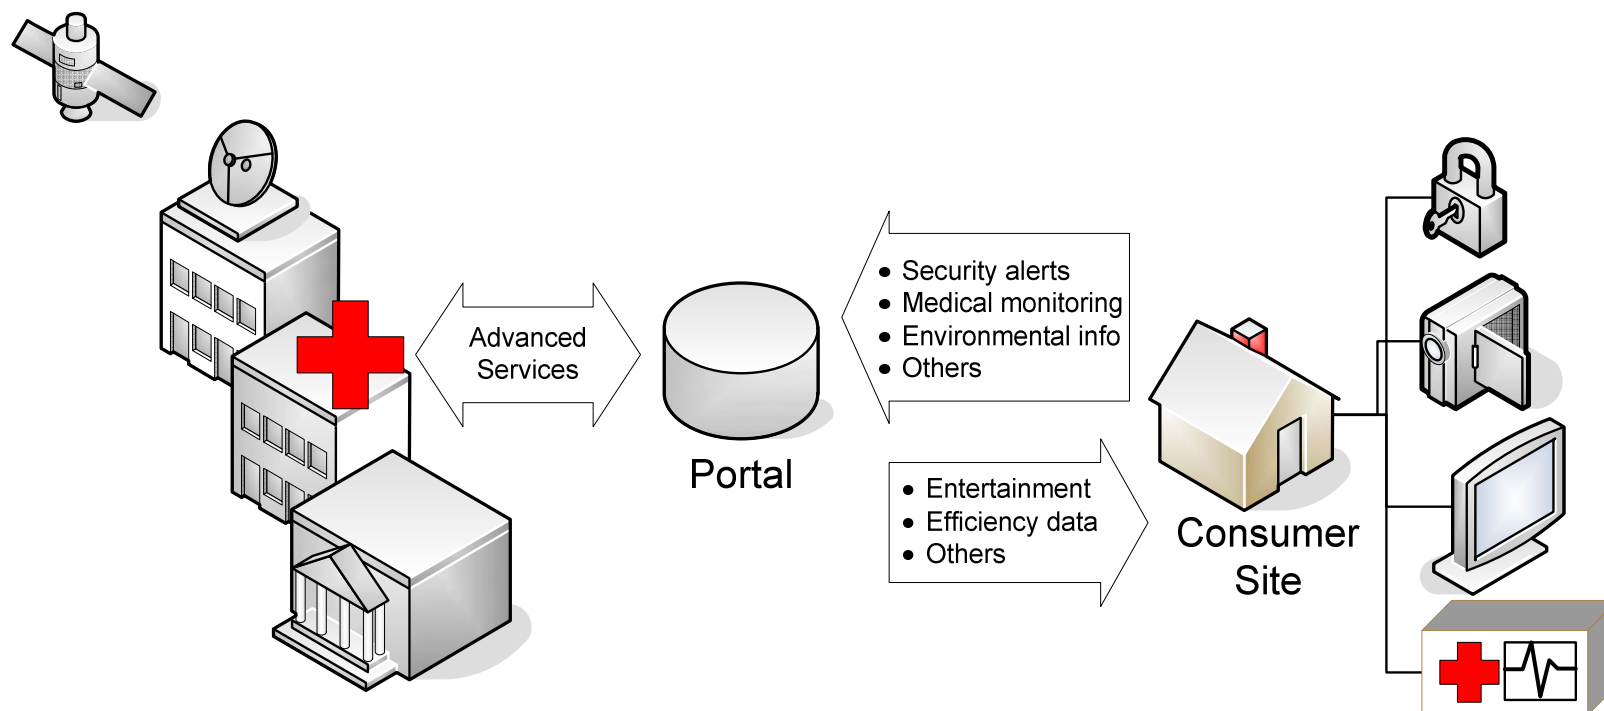 Advanced
Services
Portal
• Security alerts
• Medical monitoring
• Environmental info
• Others
• Entertainment
• Efficiency data
• Others
Consumer
Site